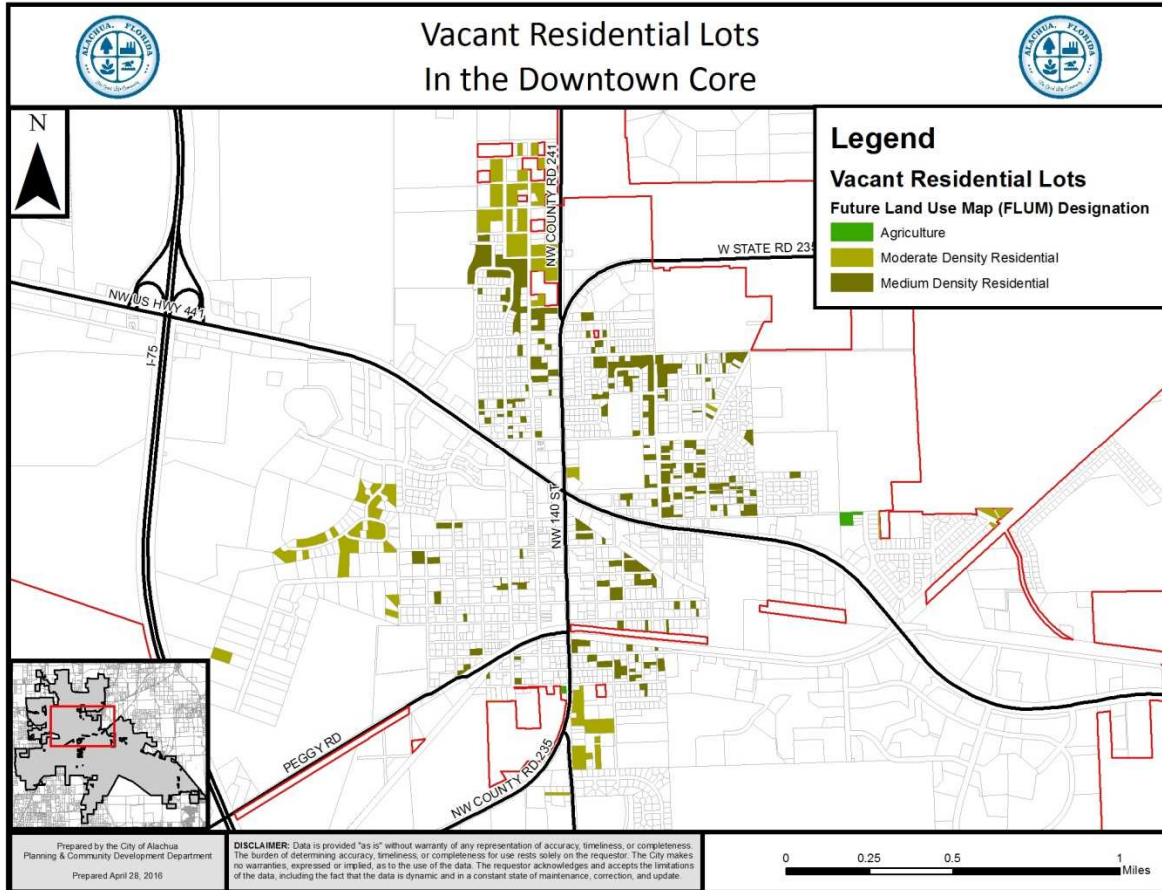 Vacant Residential Lots
In the Downtown Core
ALACHUA, FLORIDA
ALACHUA, FLORIDA
N
Legend
Vacant Residential Lots
Future Land Use Map (FLUM) Designation
Agriculture
Moderate Density Residential
Medium Density Residential
NW COUNTY RD 241
W STATE RD 235
NW US HWY 441
I-75
NW 140 ST
PEGGY RD
NW COUNTY RD 235
Prepared by the City of Alachua
Planning & Community Development Department
Prepared April 28, 2016
DISCLAIMER: Data is provided "as is" without warranty of any representation of accuracy, timeliness, or completeness.
The burden of determining accuracy, timeliness, or completeness for use rests solely on the requestor. The City makes
no warranties, expressed or implied, as to the use of the data. The requestor acknowledges and accepts the limitations
of the data, including the fact that the data is dynamic and in a constant state of maintenance, correction, and update.
0 0.25 0.5 1
Miles